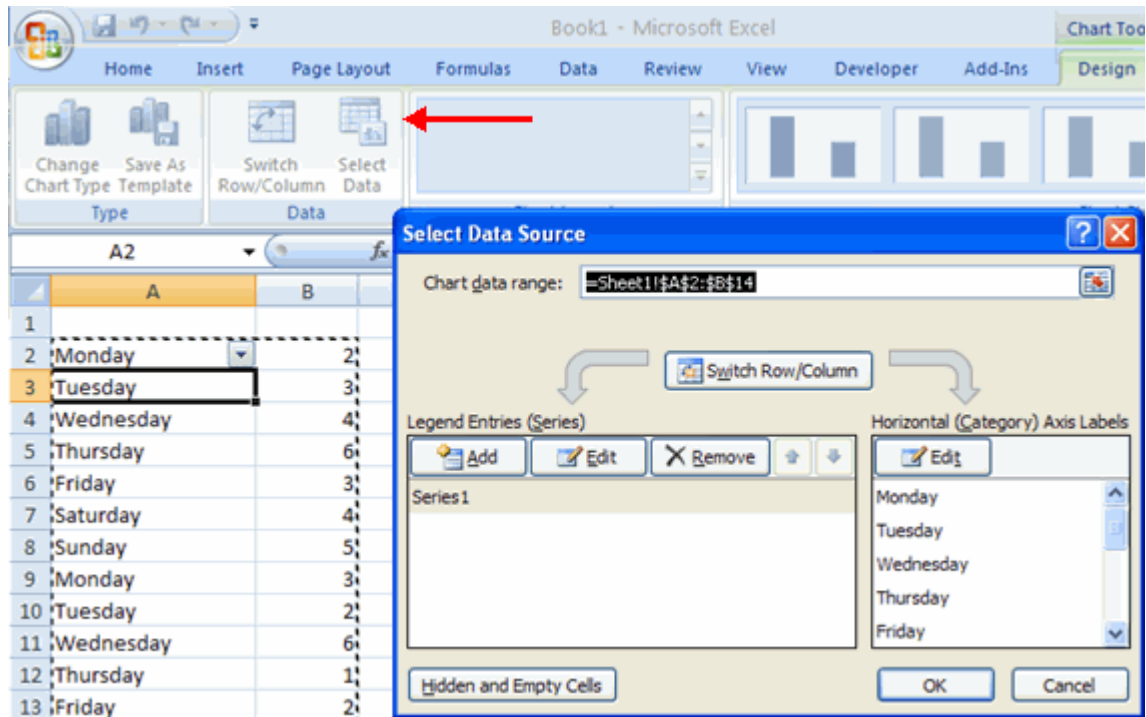 Book1 - Microsoft Excel
Chart Too
Home Insert Page Layout Formulas Data Review View Developer Add-Ins Design
Change Chart Type
Save As Template
Switch Row/Column
Select Data
Type
Data
A2
fx
A B
1
2 Monday 2
3 Tuesday 3
4 Wednesday 4
5 Thursday 6
6 Friday 3
7 Saturday 4
8 Sunday 5
9 Monday 3
10 Tuesday 2
11 Wednesday 6
12 Thursday 1
13 Friday 2
Select Data Source
Chart data range: =Sheet1!$A$2:$B$14
Switch Row/Column
Legend Entries (Series)
Add Edit Remove
Series1
Horizontal (Category) Axis Labels
Edit
Monday
Tuesday
Wednesday
Thursday
Friday
Hidden and Empty Cells
OK Cancel